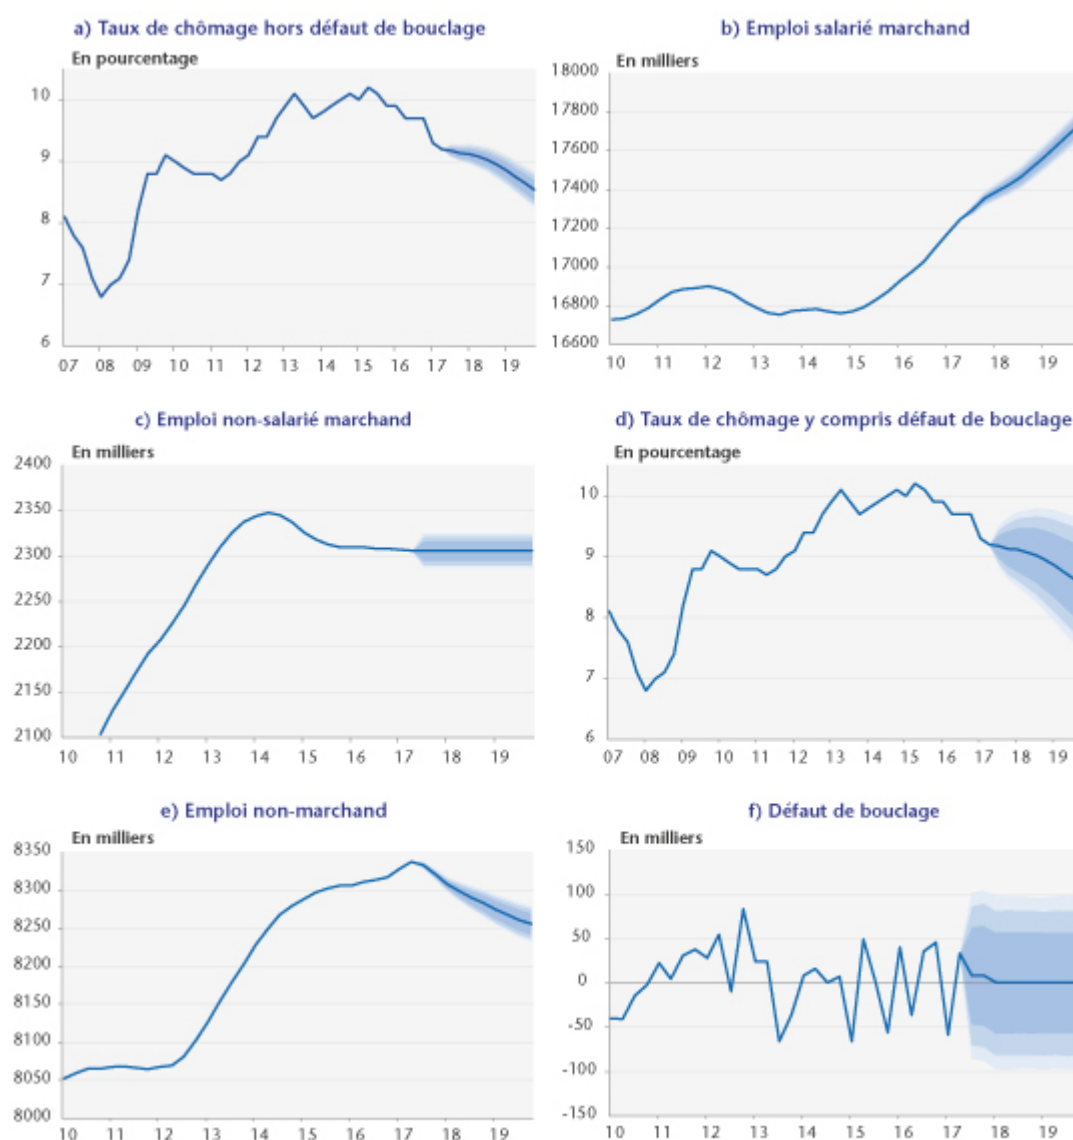 a) Taux de chômage hors défaut de bouclage
En pourcentage
10
9
8
7
6
07 08 09 10 11 12 13 14 15 16 17 18 19
b) Emploi salarié marchand
En milliers
18000
17800
17600
17400
17200
17000
16800
16600
10 11 12 13 14 15 16 17 18 19
c) Emploi non-salarié marchand
En milliers
2400
2350
2300
2250
2200
2150
2100
10 11 12 13 14 15 16 17 18 19
d) Taux de chômage y compris défaut de bouclage
En pourcentage
10
9
8
7
6
07 08 09 10 11 12 13 14 15 16 17 18 19
e) Emploi non-marchand
En milliers
8350
8300
8250
8200
8150
8100
8050
8000
10 11 12 13 14 15 16 17 18 19
f) Défaut de bouclage
En milliers
150
100
50
0
-50
-100
-150
10 11 12 13 14 15 16 17 18 19